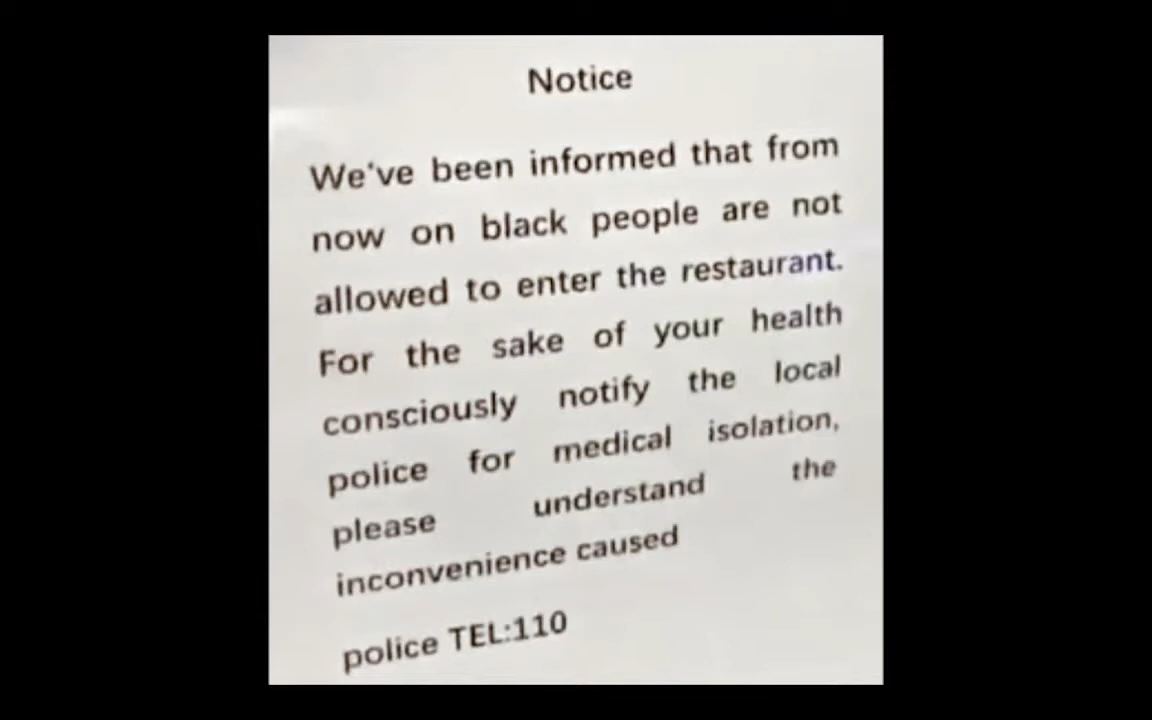 Notice
We've been informed that from
now on black people are not
allowed to enter the restaurant.
For the sake of your health
consciously notify the local
police for medical isolation,
please understand the
inconvenience caused
police TEL:110